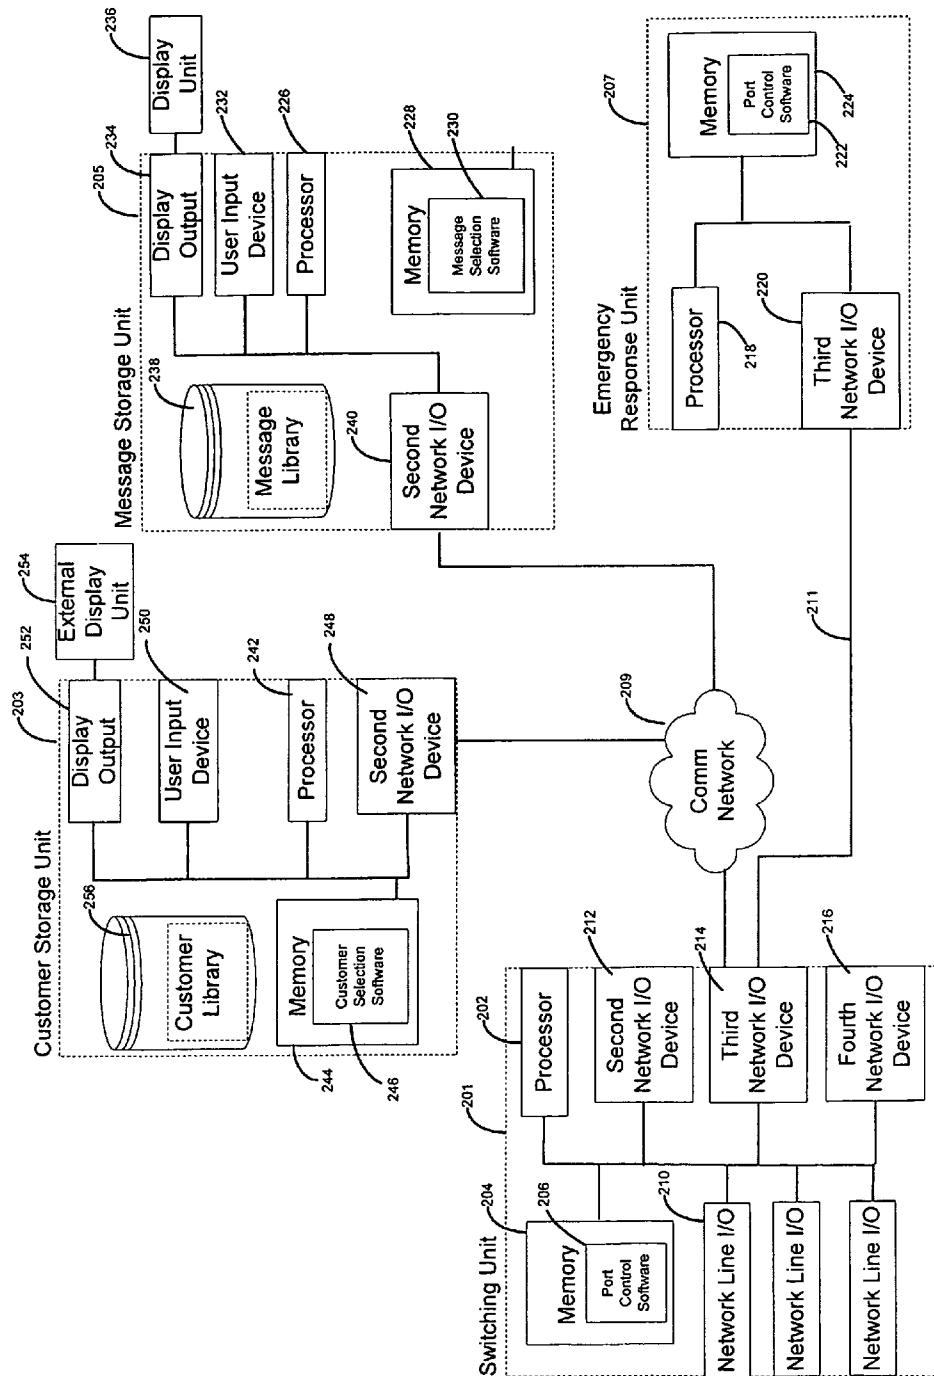 Customer Storage Unit
203
252
Display
Output
254
External
Display
Unit
250
User Input
Device
242
Processor
248
Second
Network I/O
Device
256
Customer
Library
Memory
Customer
Selection
Software
244
246
Message Storage Unit
205
234
Display
Output
236
Display
Unit
232
User Input
Device
226
Processor
228
230
Memory
Message
Selection
Software
238
Message
Library
240
Second
Network I/O
Device
Switching Unit
201
204
206
Memory
Port
Control
Software
202
Processor
212
Second
Network I/O
Device
214
Third
Network I/O
Device
216
Fourth
Network I/O
Device
210
Network Line I/O
Network Line I/O
Network Line I/O
209
Comm
Network
211
Emergency
Response Unit
207
Memory
Port
Control
Software
222
224
Processor
218
220
Third
Network I/O
Device